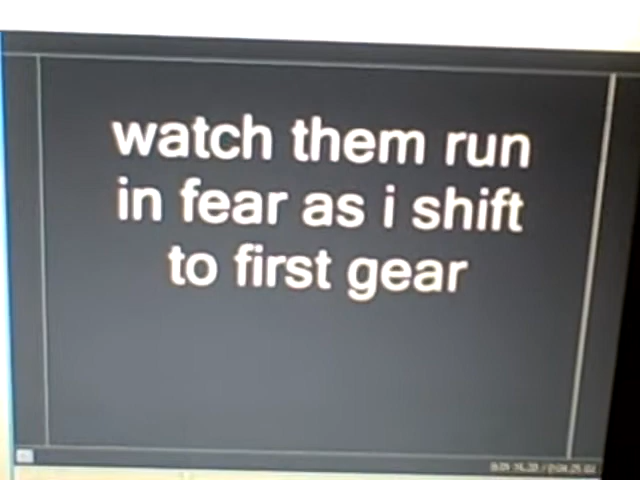 watch them run
in fear as i shift
to first gear